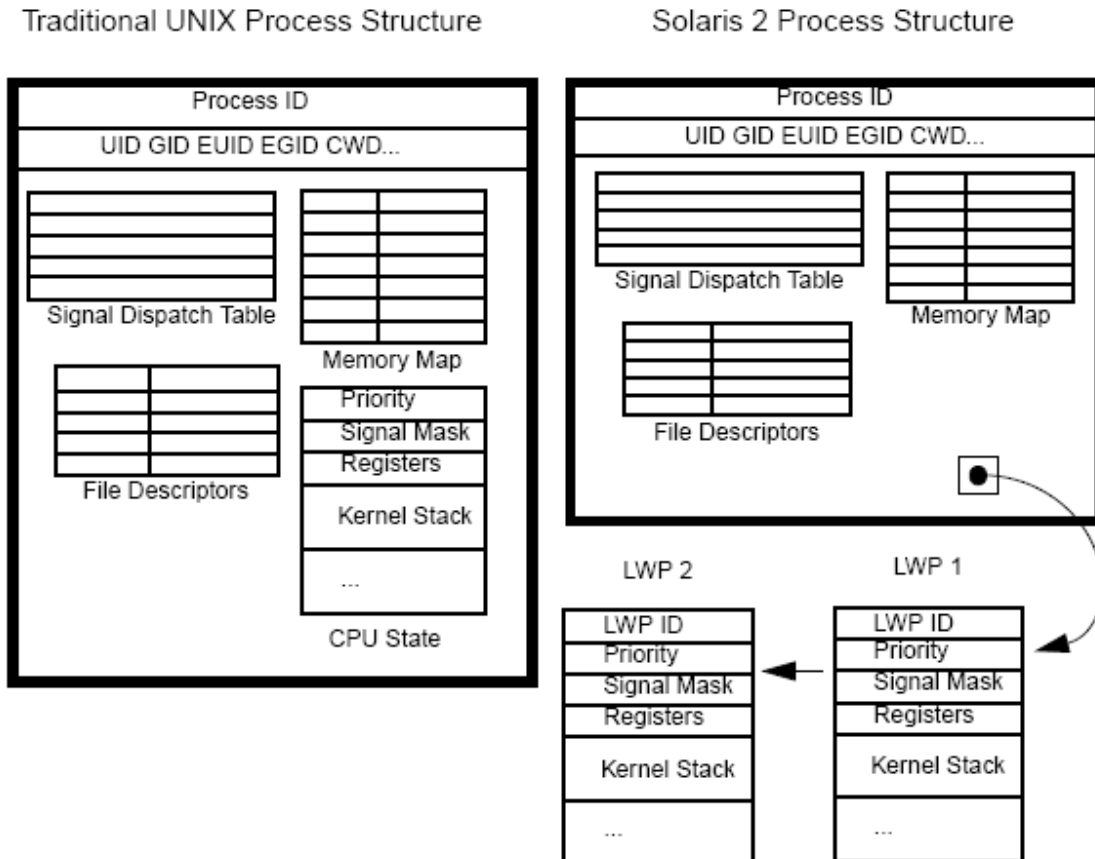 Traditional UNIX Process Structure
Process ID
UID GID EUID EGID CWD...
Signal Dispatch Table
Memory Map
File Descriptors
Priority
Signal Mask
Registers
Kernel Stack
...
CPU State
Solaris 2 Process Structure
Process ID
UID GID EUID EGID CWD...
Signal Dispatch Table
Memory Map
File Descriptors
LWP 2
LWP ID
Priority
Signal Mask
Registers
Kernel Stack
...
LWP 1
LWP ID
Priority
Signal Mask
Registers
Kernel Stack
...